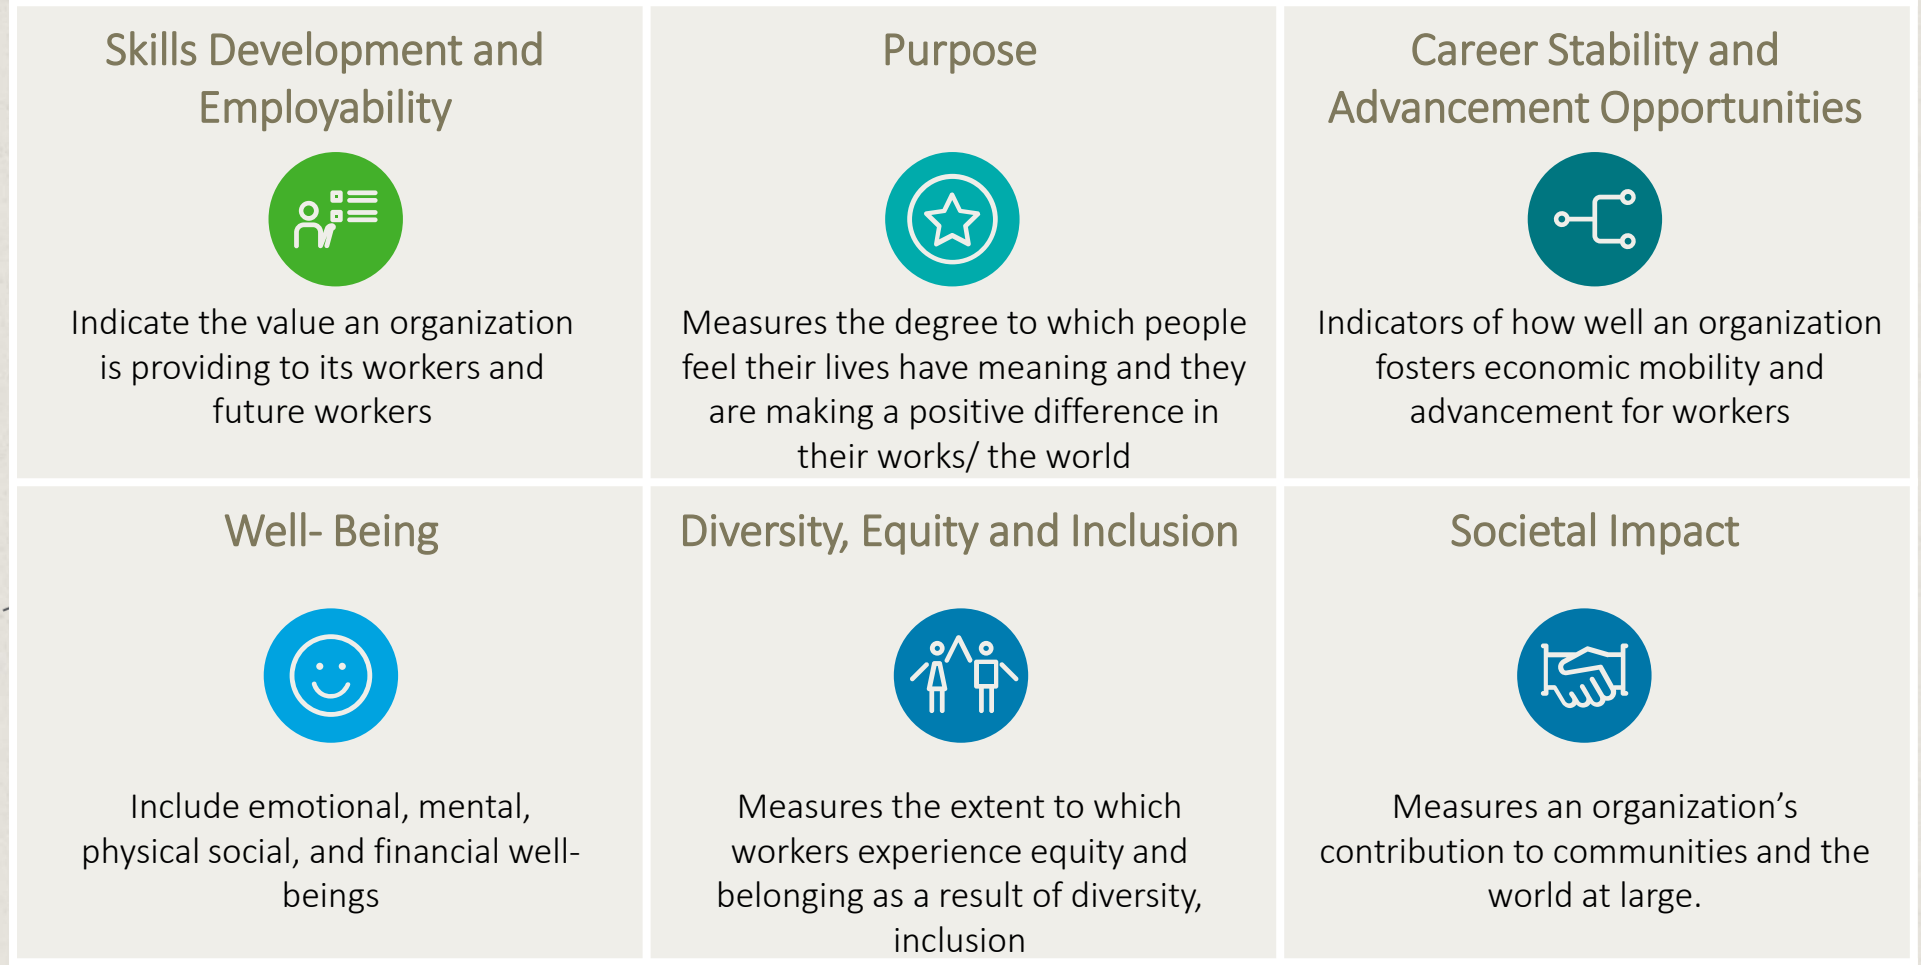 Skills Development and
Employability
Indicate the value an organization
is providing to its workers and
future workers
Purpose
Measures the degree to which people
feel their lives have meaning and they
are making a positive difference in
their works/ the world
Career Stability and
Advancement Opportunities
Indicators of how well an organization
fosters economic mobility and
advancement for workers
Well- Being
Include emotional, mental,
physical social, and financial well-
beings
Diversity, Equity and Inclusion
Measures the extent to which
workers experience equity and
belonging as a result of diversity,
inclusion
Societal Impact
Measures an organization’s
contribution to communities and the
world at large.